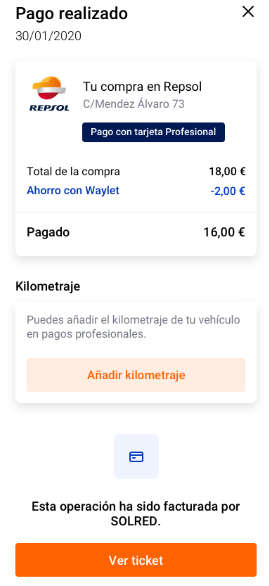 Pago realizado
30/01/2020
REPSOL
Tu compra en Repsol
C/Mendez Álvaro 73
Pago con tarjeta Profesional
Total de la compra 18,00 €
Ahorro con Waylet -2,00 €
Pagado 16,00 €
Kilometraje
Puedes añadir el kilometraje de tu vehículo
en pagos profesionales.
Añadir kilometraje
Esta operación ha sido facturada por
SOLRED.
Ver ticket